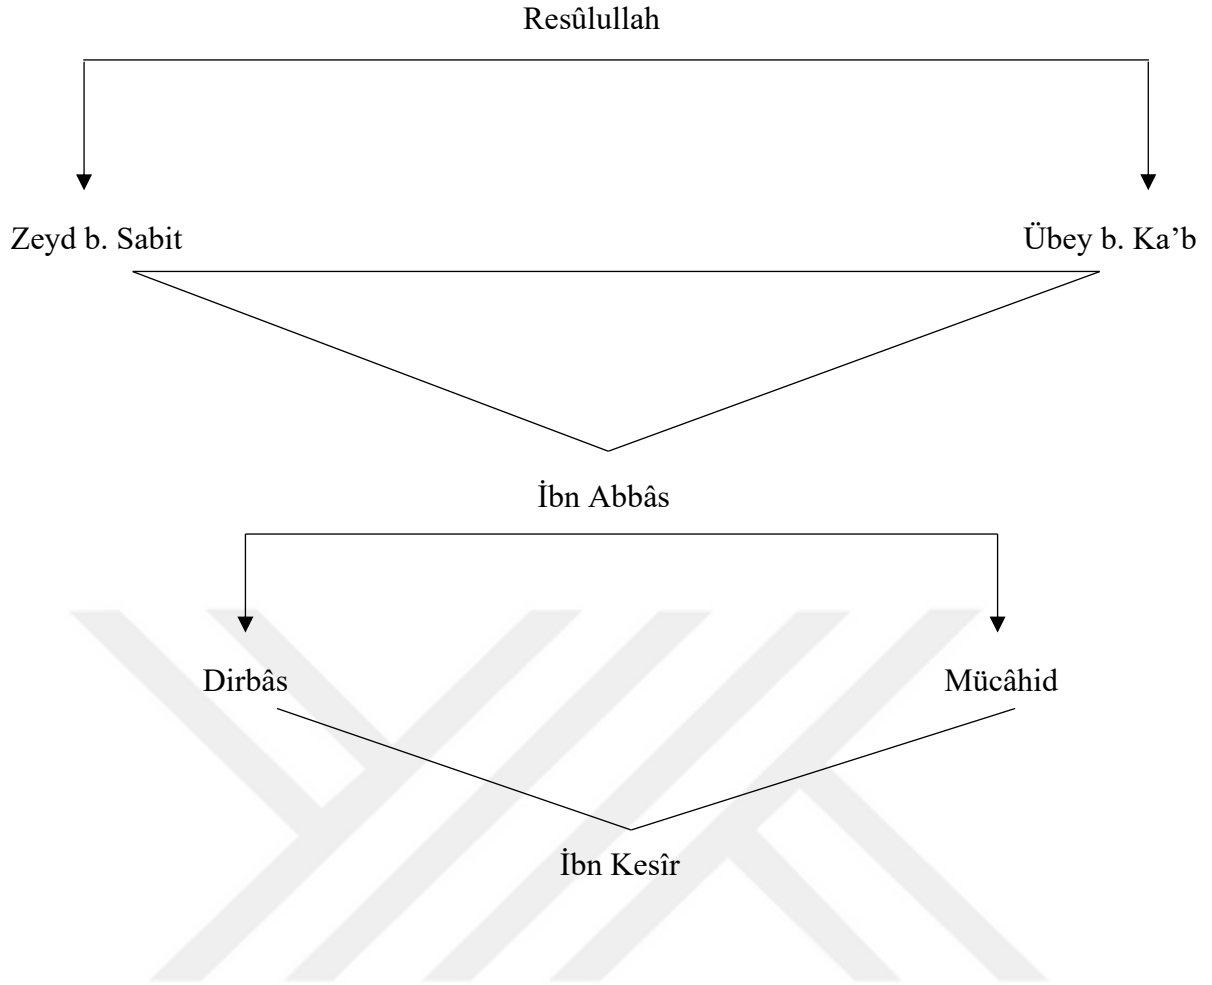 Resûlullah
Zeyd b. Sabit
Übey b. Ka’b
İbn Abbâs
Dirbâs
Mücâhid
İbn Kesîr